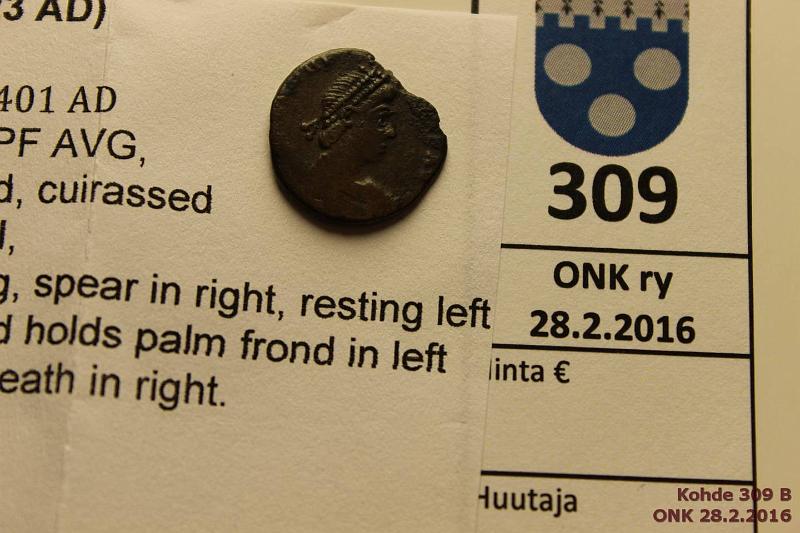 3 AD)
401 AD
PF AVG,
d, cuirassed
d,
g, spear in right, resting left
d holds palm frond in left
eath in right.
309
ONK ry
28.2.2016
inta €
Huutaja
Kohde 309 B
ONK 28.2.2016